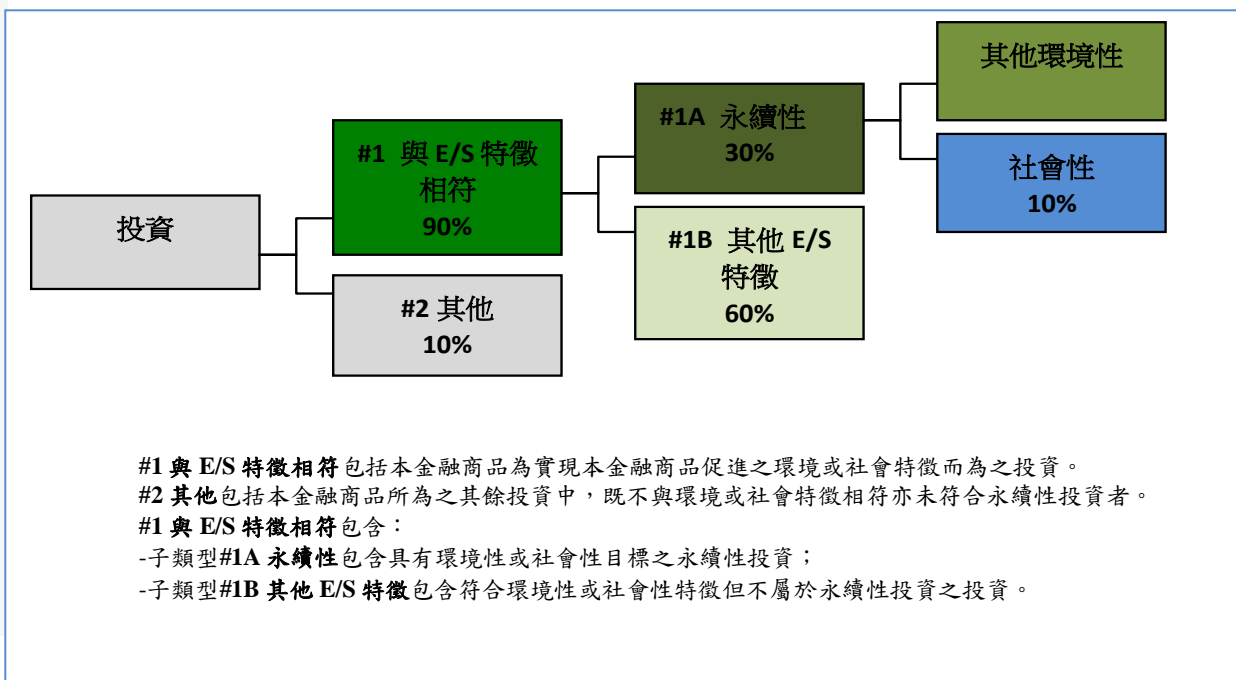 投資
#1 與 E/S 特徵
相符
90%
#2 其他
10%
#1A 永續性
30%
#1B 其他 E/S
特徵
60%
其他環境性
社會性
10%
#1 與 E/S 特徵相符包括本金融商品為實現本金融商品促進之環境或社會特徵而為之投資。
#2 其他包括本金融商品所為之其餘投資中，既不與環境或社會特徵相符亦未符合永續性投資者。
#1 與 E/S 特徵相符包含：
-子類型#1A 永續性包含具有環境性或社會性目標之永續性投資；
-子類型#1B 其他 E/S 特徵包含符合環境性或社會性特徵但不屬於永續性投資之投資。